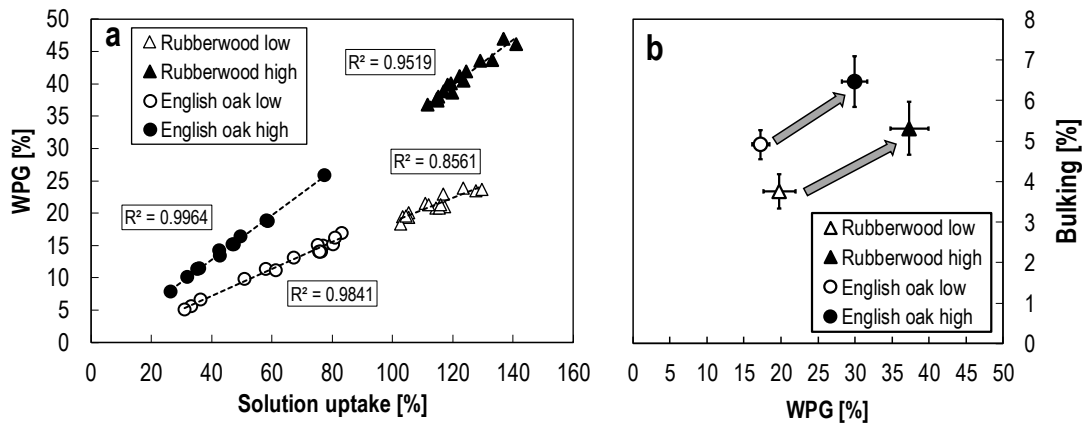 a
Rubberwood low
Rubberwood high
English oak low
English oak high
R² = 0.9519
R² = 0.8561
R² = 0.9964
R² = 0.9841
WPG [%]
50
45
40
35
30
25
20
15
10
5
0
0 20 40 60 80 100 120 140 160
Solution uptake [%]
b
Rubberwood low
Rubberwood high
English oak low
English oak high
8
7
6
5
4
3
2
1
0
Bulking [%]
0 5 10 15 20 25 30 35 40 45 50
WPG [%]